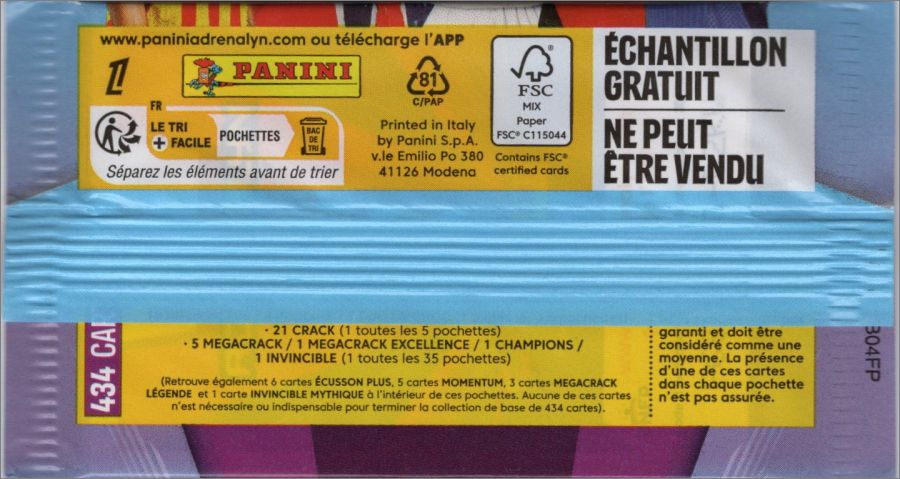 www.paniniadrenalyn.com ou télécharge l'APP
PANINI
FR
LE TRI
+ FACILE
POCHETTES
BAC
DE
TRI
Séparez les éléments avant de trier
81
C/PAP
Printed in Italy
by Panini S.p.A.
v.le Emilio Po 380
41126 Modena
FSC
MIX
Paper
FSC® C115044
Contains FSC®
certified cards
ÉCHANTILLON
GRATUIT
NE PEUT
ÊTRE VENDU
434 CA
· 21 CRACK (1 toutes les 5 pochettes)
· 5 MEGACRACK / 1 MEGACRACK EXCELLENCE / 1 CHAMPIONS /
1 INVINCIBLE (1 toutes les 35 pochettes)
(Retrouve également 6 cartes ÉCUSSON PLUS, 5 cartes MOMENTUM, 3 cartes MEGACRACK
LÉGENDE et 1 carte INVINCIBLE MYTHIQUE à l'intérieur de ces pochettes. Aucune de ces cartes
n'est nécessaire ou indispensable pour terminer la collection de base de 434 cartes).
garanti et doit être
considéré comme une
moyenne. La présence
d'une de ces cartes
dans chaque pochette
n'est pas assurée.
304FP